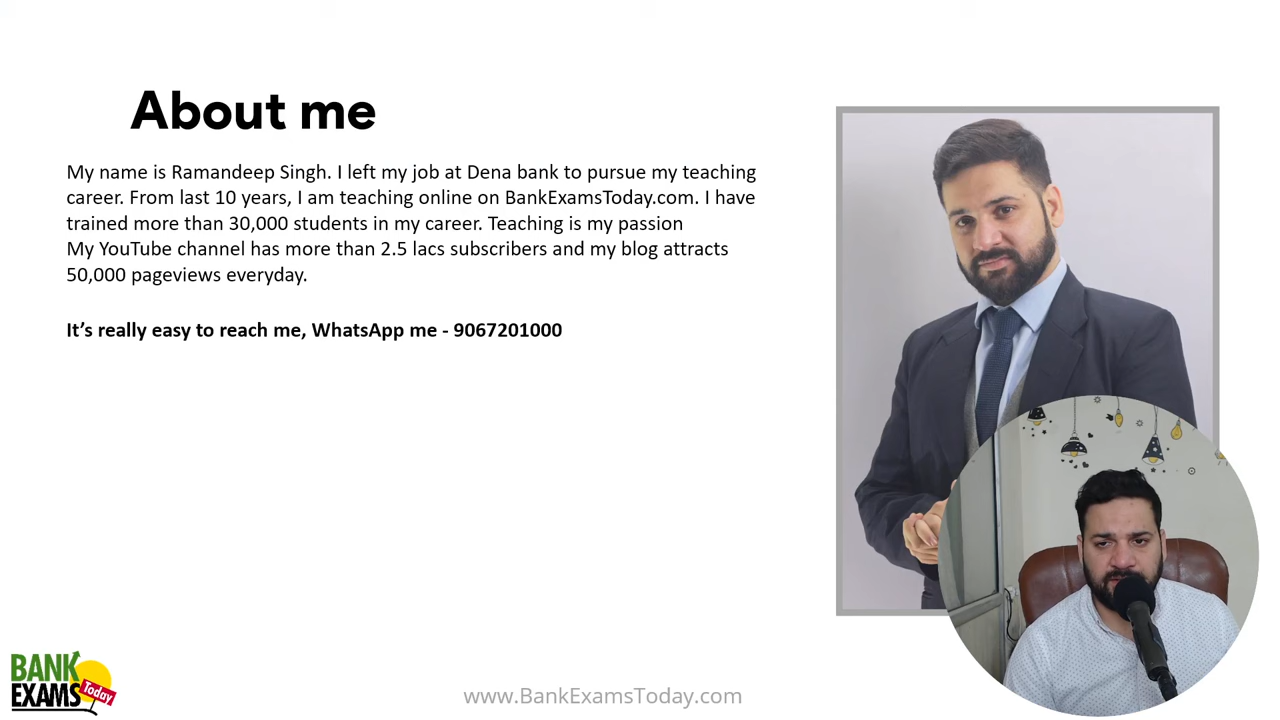 About me
My name is Ramandeep Singh. I left my job at Dena bank to pursue my teaching
career. From last 10 years, I am teaching online on BankExamsToday.com. I have
trained more than 30,000 students in my career. Teaching is my passion
My YouTube channel has more than 2.5 lacs subscribers and my blog attracts
50,000 pageviews everyday.
It’s really easy to reach me, WhatsApp me - 9067201000
BANK
EXAMS
Today
www.BankExamsToday.com